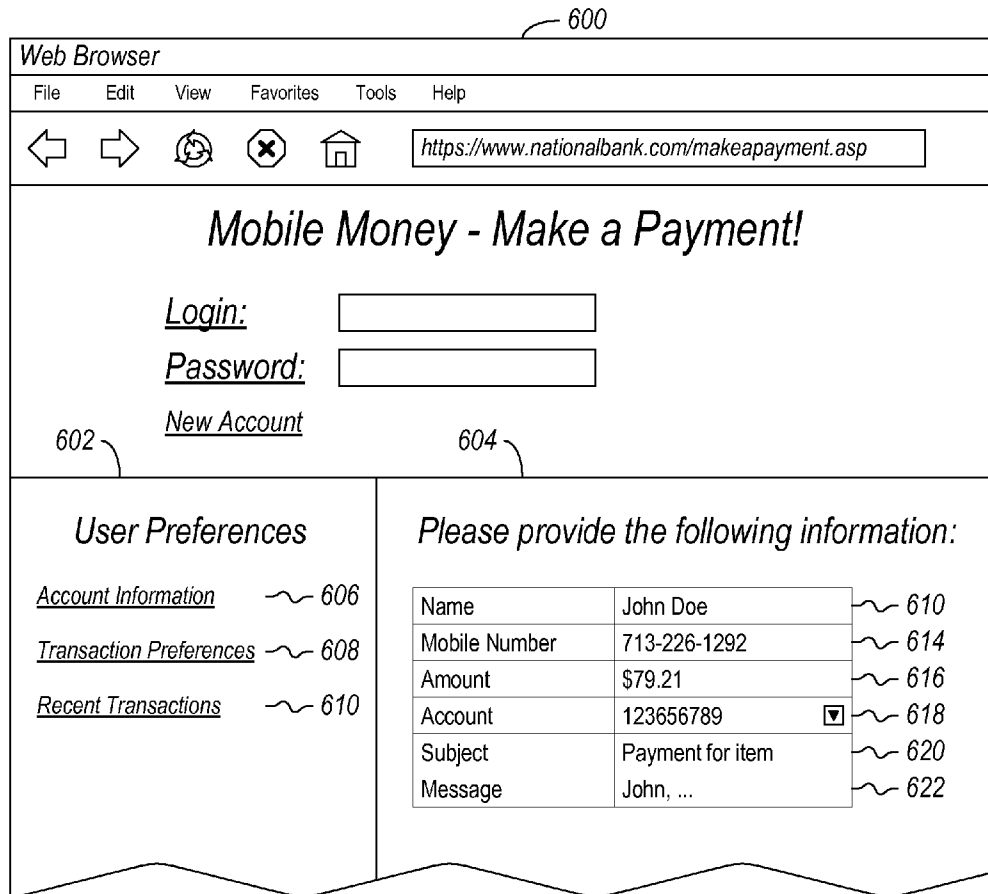 600
Web Browser
File Edit View Favorites Tools Help
https://www.nationalbank.com/makeapayment.asp
Mobile Money - Make a Payment!
Login:
Password:
New Account
602
604
User Preferences
Account Information 606
Transaction Preferences 608
Recent Transactions 610
Please provide the following information:
Name John Doe 610
Mobile Number 713-226-1292 614
Amount $79.21 616
Account 123656789 618
Subject Payment for item 620
Message John, ... 622